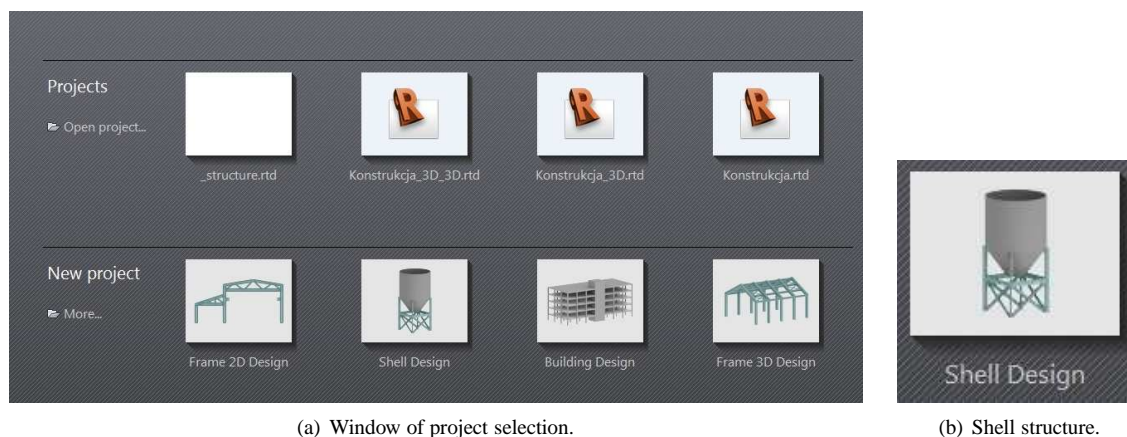 Projects
Open project...
_structure.rtd
Konstrukcja_3D_3D.rtd
Konstrukcja_3D.rtd
Konstrukcja.rtd
New project
More...
Frame 2D Design
Shell Design
Building Design
Frame 3D Design
Shell Design
(a) Window of project selection.
(b) Shell structure.